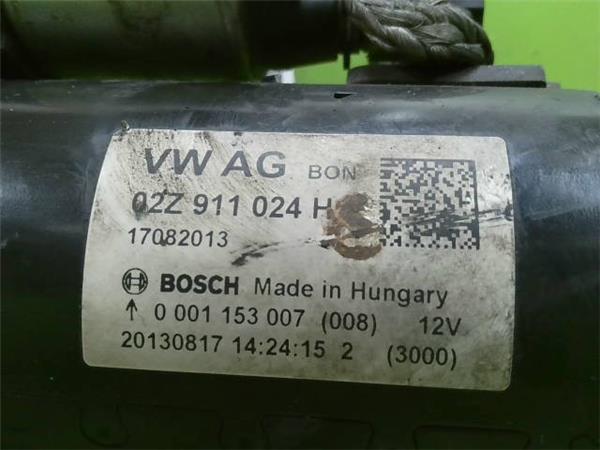 VW AG BON
02Z 911 024 H
17082013
BOSCH Made in Hungary
↑ 0 001 153 007 (008) 12V
20130817 14:24:15 2 (3000)